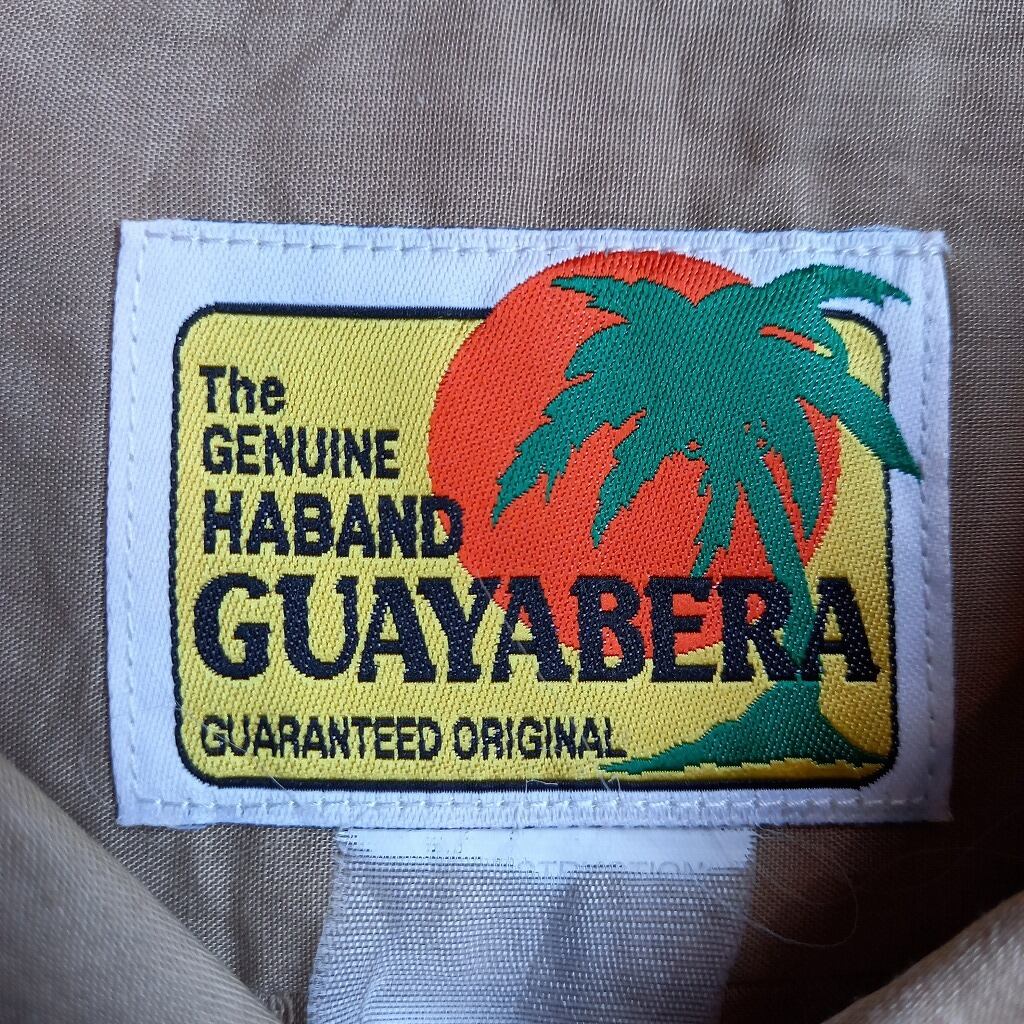 The
GENUINE
HABAND
GUAYABERA
GUARANTEED ORIGINAL